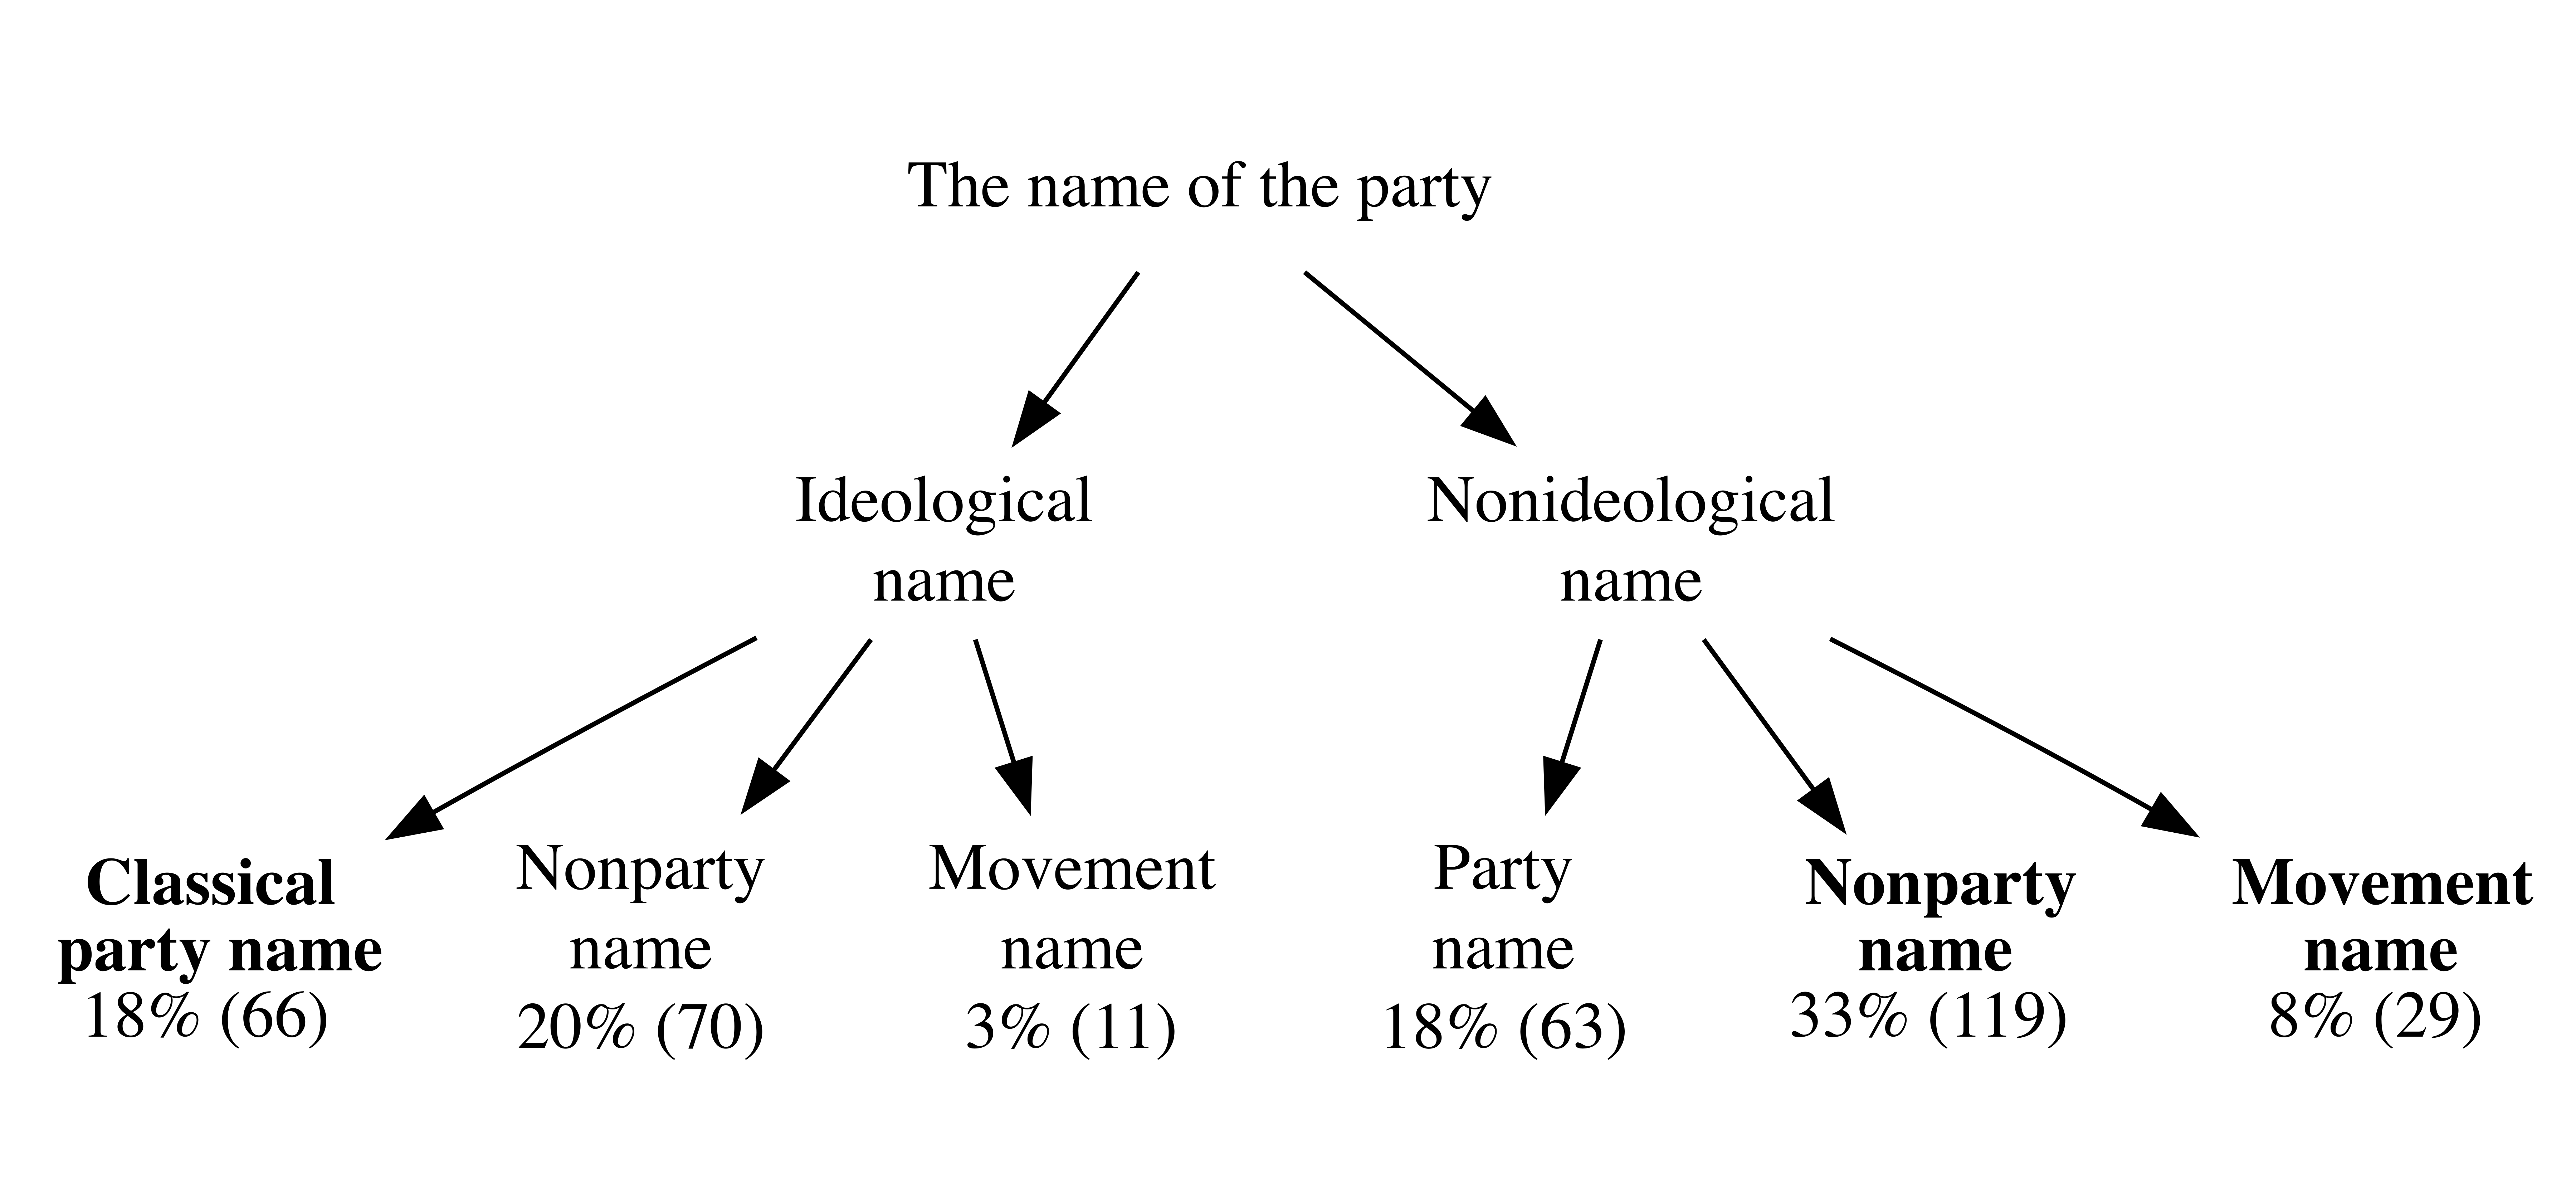 The name of the party
Ideological
name
Nonideological
name
Classical
party name
18% (66)
Nonparty
name
20% (70)
Movement
name
3% (11)
Party
name
18% (63)
Nonparty
name
33% (119)
Movement
name
8% (29)